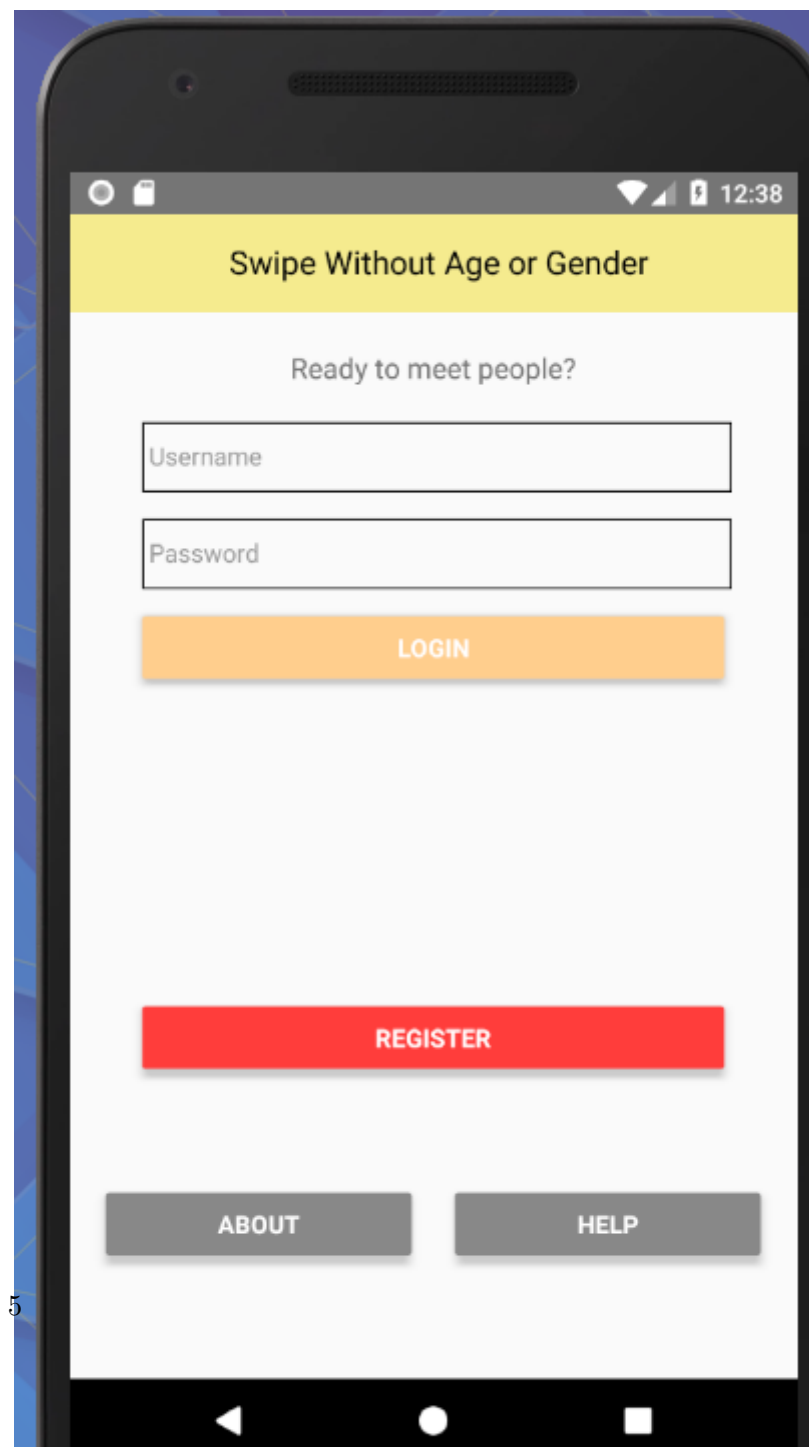 12:38
Swipe Without Age or Gender
Ready to meet people?
Username
Password
LOGIN
REGISTER
ABOUT HELP
5